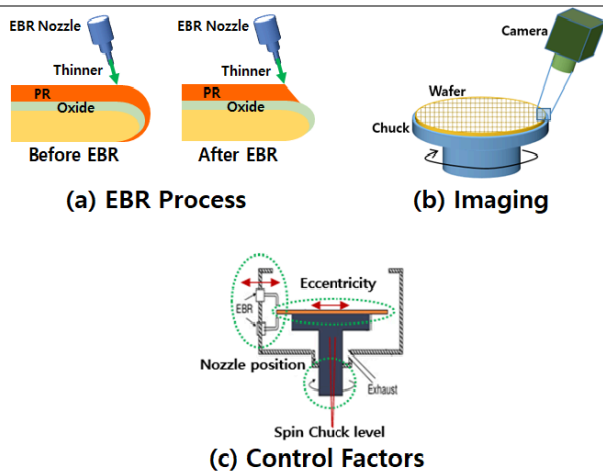 EBR Nozzle
EBR Nozzle
Thinner
Thinner
PR
PR
Oxide
Oxide
Before EBR
After EBR
(a) EBR Process
Camera
Wafer
Chuck
(b) Imaging
Eccentricity
EBR
Nozzle position
Exhaust
Spin Chuck level
(c) Control Factors